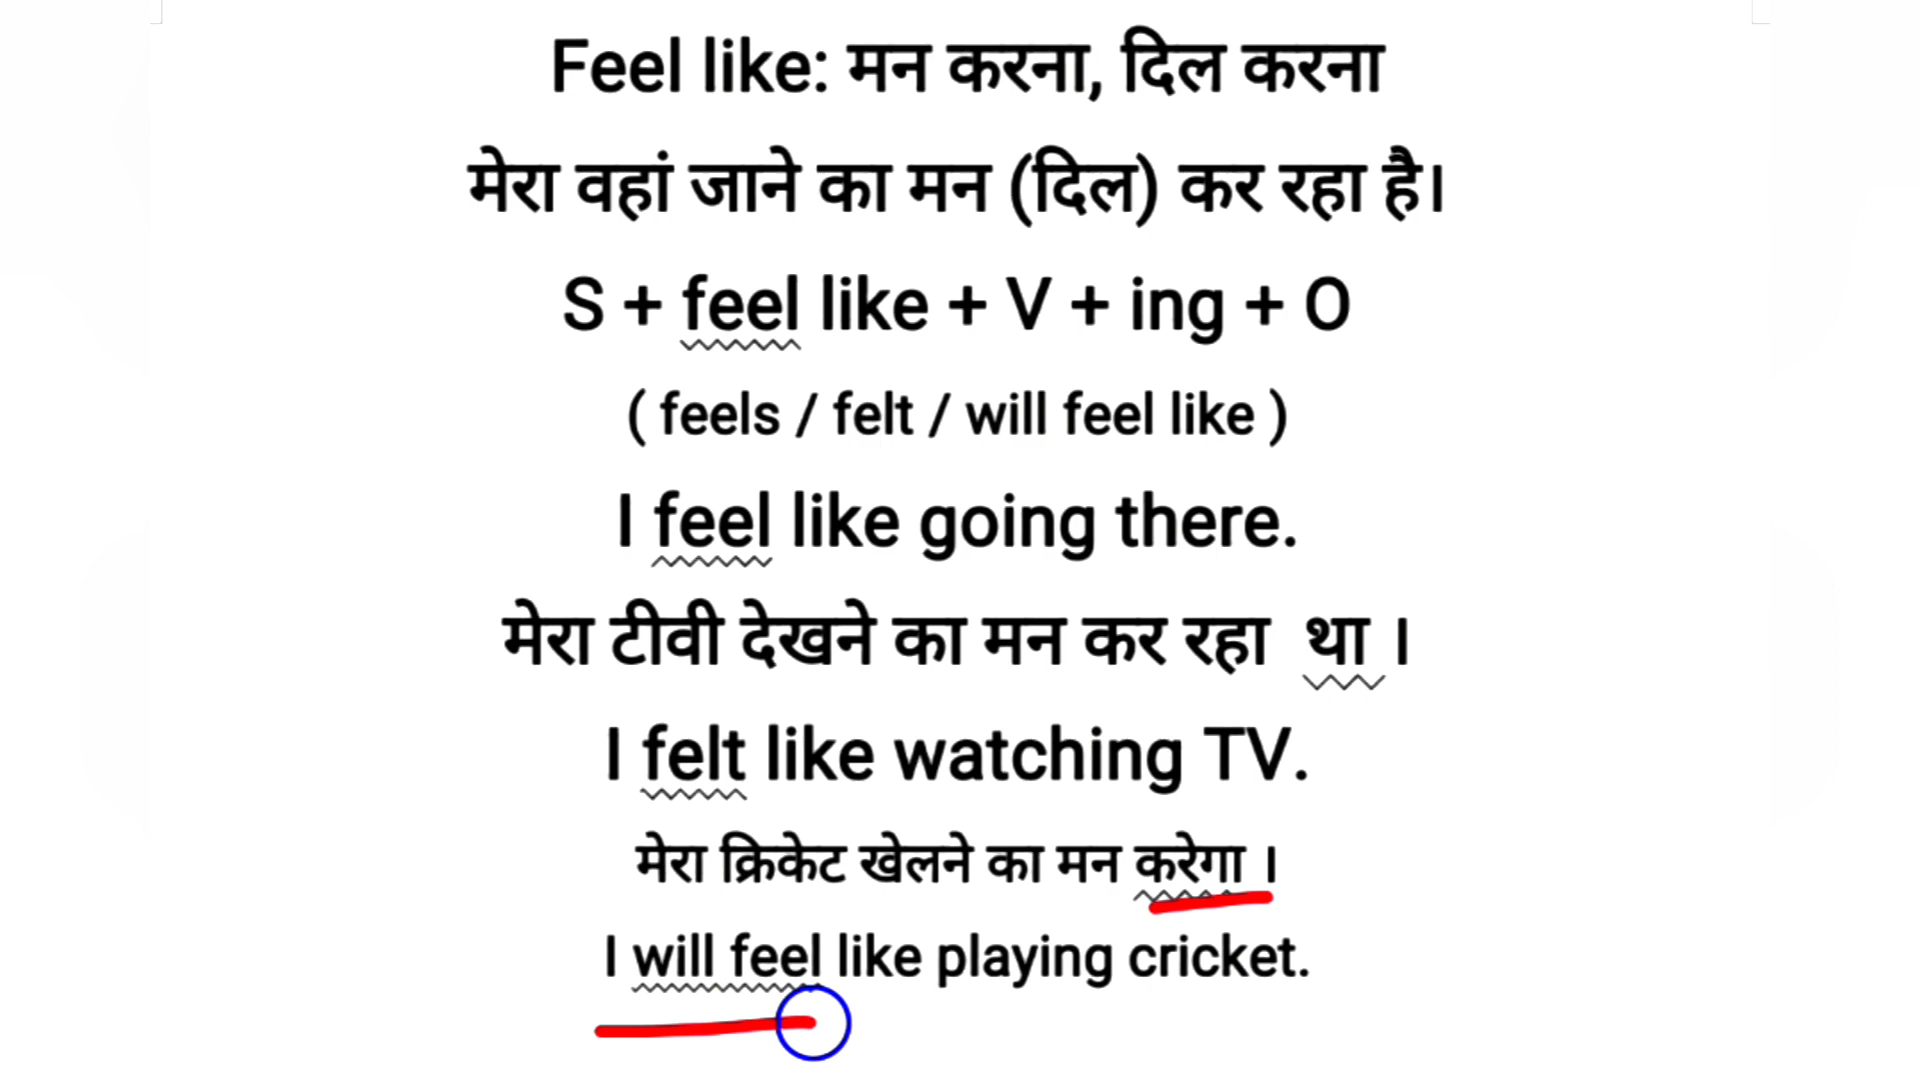 Feel like: मन करना, दिल करना
मेरा वहां जाने का मन (दिल) कर रहा है।
S + feel like + V + ing + O
( feels / felt / will feel like )
I feel like going there.
मेरा टीवी देखने का मन कर रहा  था ।
I felt like watching TV.
मेरा क्रिकेट खेलने का मन करेगा ।
I will feel like playing cricket.